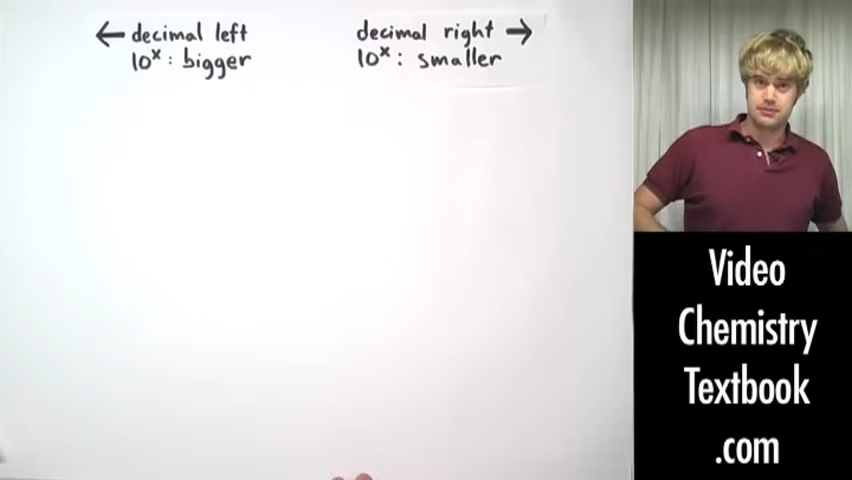 ← decimal left
10ˣ: bigger
decimal right →
10ˣ: smaller
Video
Chemistry
Textbook
.com